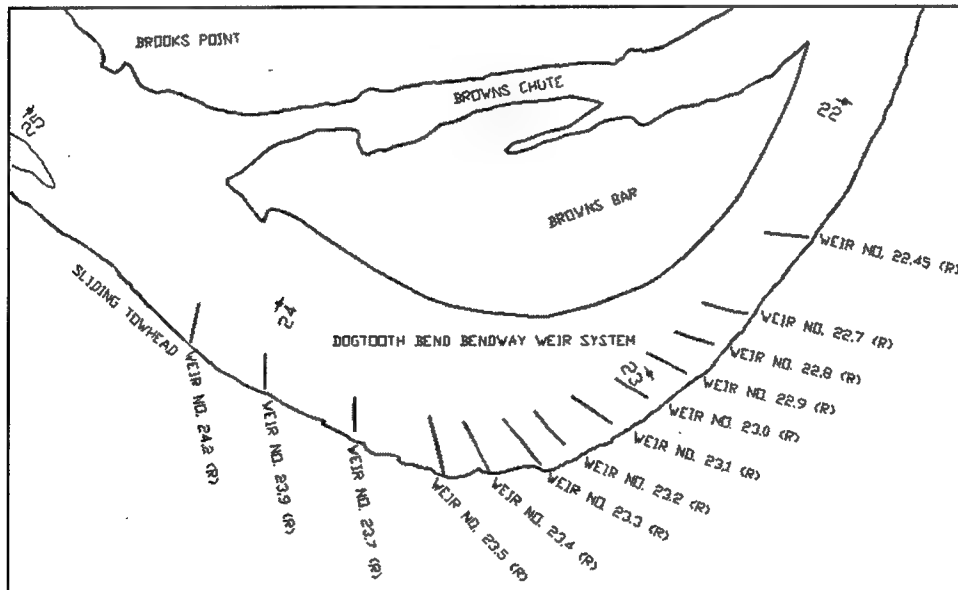 BROOKS POINT
BROWNS CHUTE
22
25
BROWNS BAR
WEIR NO. 22.45 (R)
SLIDING TOWHEAD
24
DOGTOOTH BEND BENDWAY WEIR SYSTEM
WEIR NO. 22.7 (R)
WEIR NO. 22.8 (R)
23
WEIR NO. 22.9 (R)
WEIR NO. 23.0 (R)
WEIR NO. 23.1 (R)
WEIR NO. 23.2 (R)
WEIR NO. 23.3 (R)
WEIR NO. 23.4 (R)
WEIR NO. 23.5 (R)
WEIR NO. 23.7 (R)
WEIR NO. 23.9 (R)
WEIR NO. 24.2 (R)